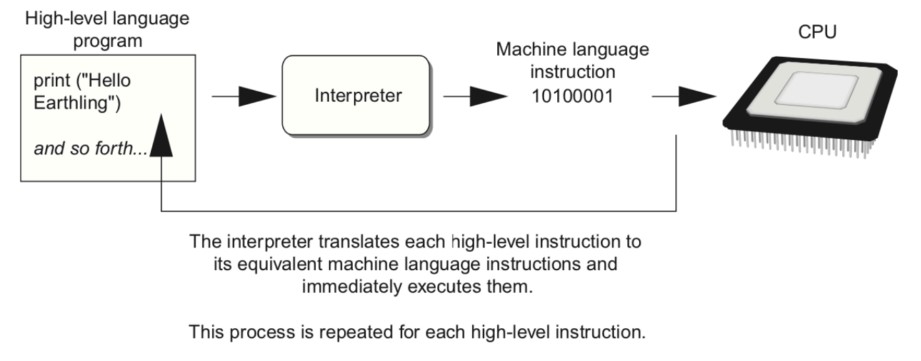 High-level language
program
print ("Hello
Earthling")
and so forth...
Interpreter
Machine language
instruction
10100001
CPU
The interpreter translates each high-level instruction to
its equivalent machine language instructions and
immediately executes them.
This process is repeated for each high-level instruction.